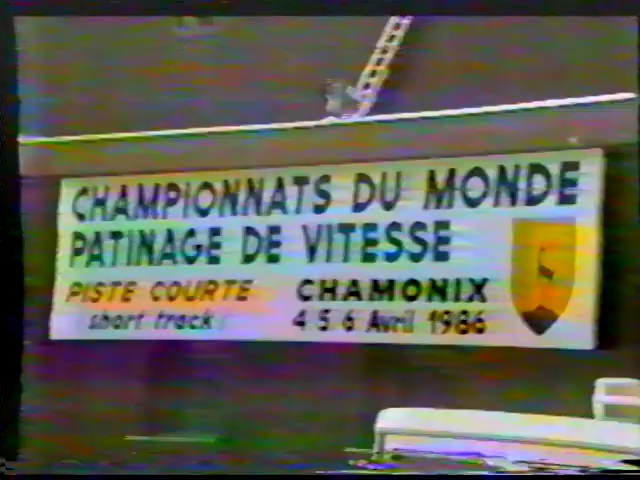 CHAMPIONNATS DU MONDE
PATINAGE DE VITESSE
PISTE COURTE CHAMONIX
short track 4 5 6 Avril 1986